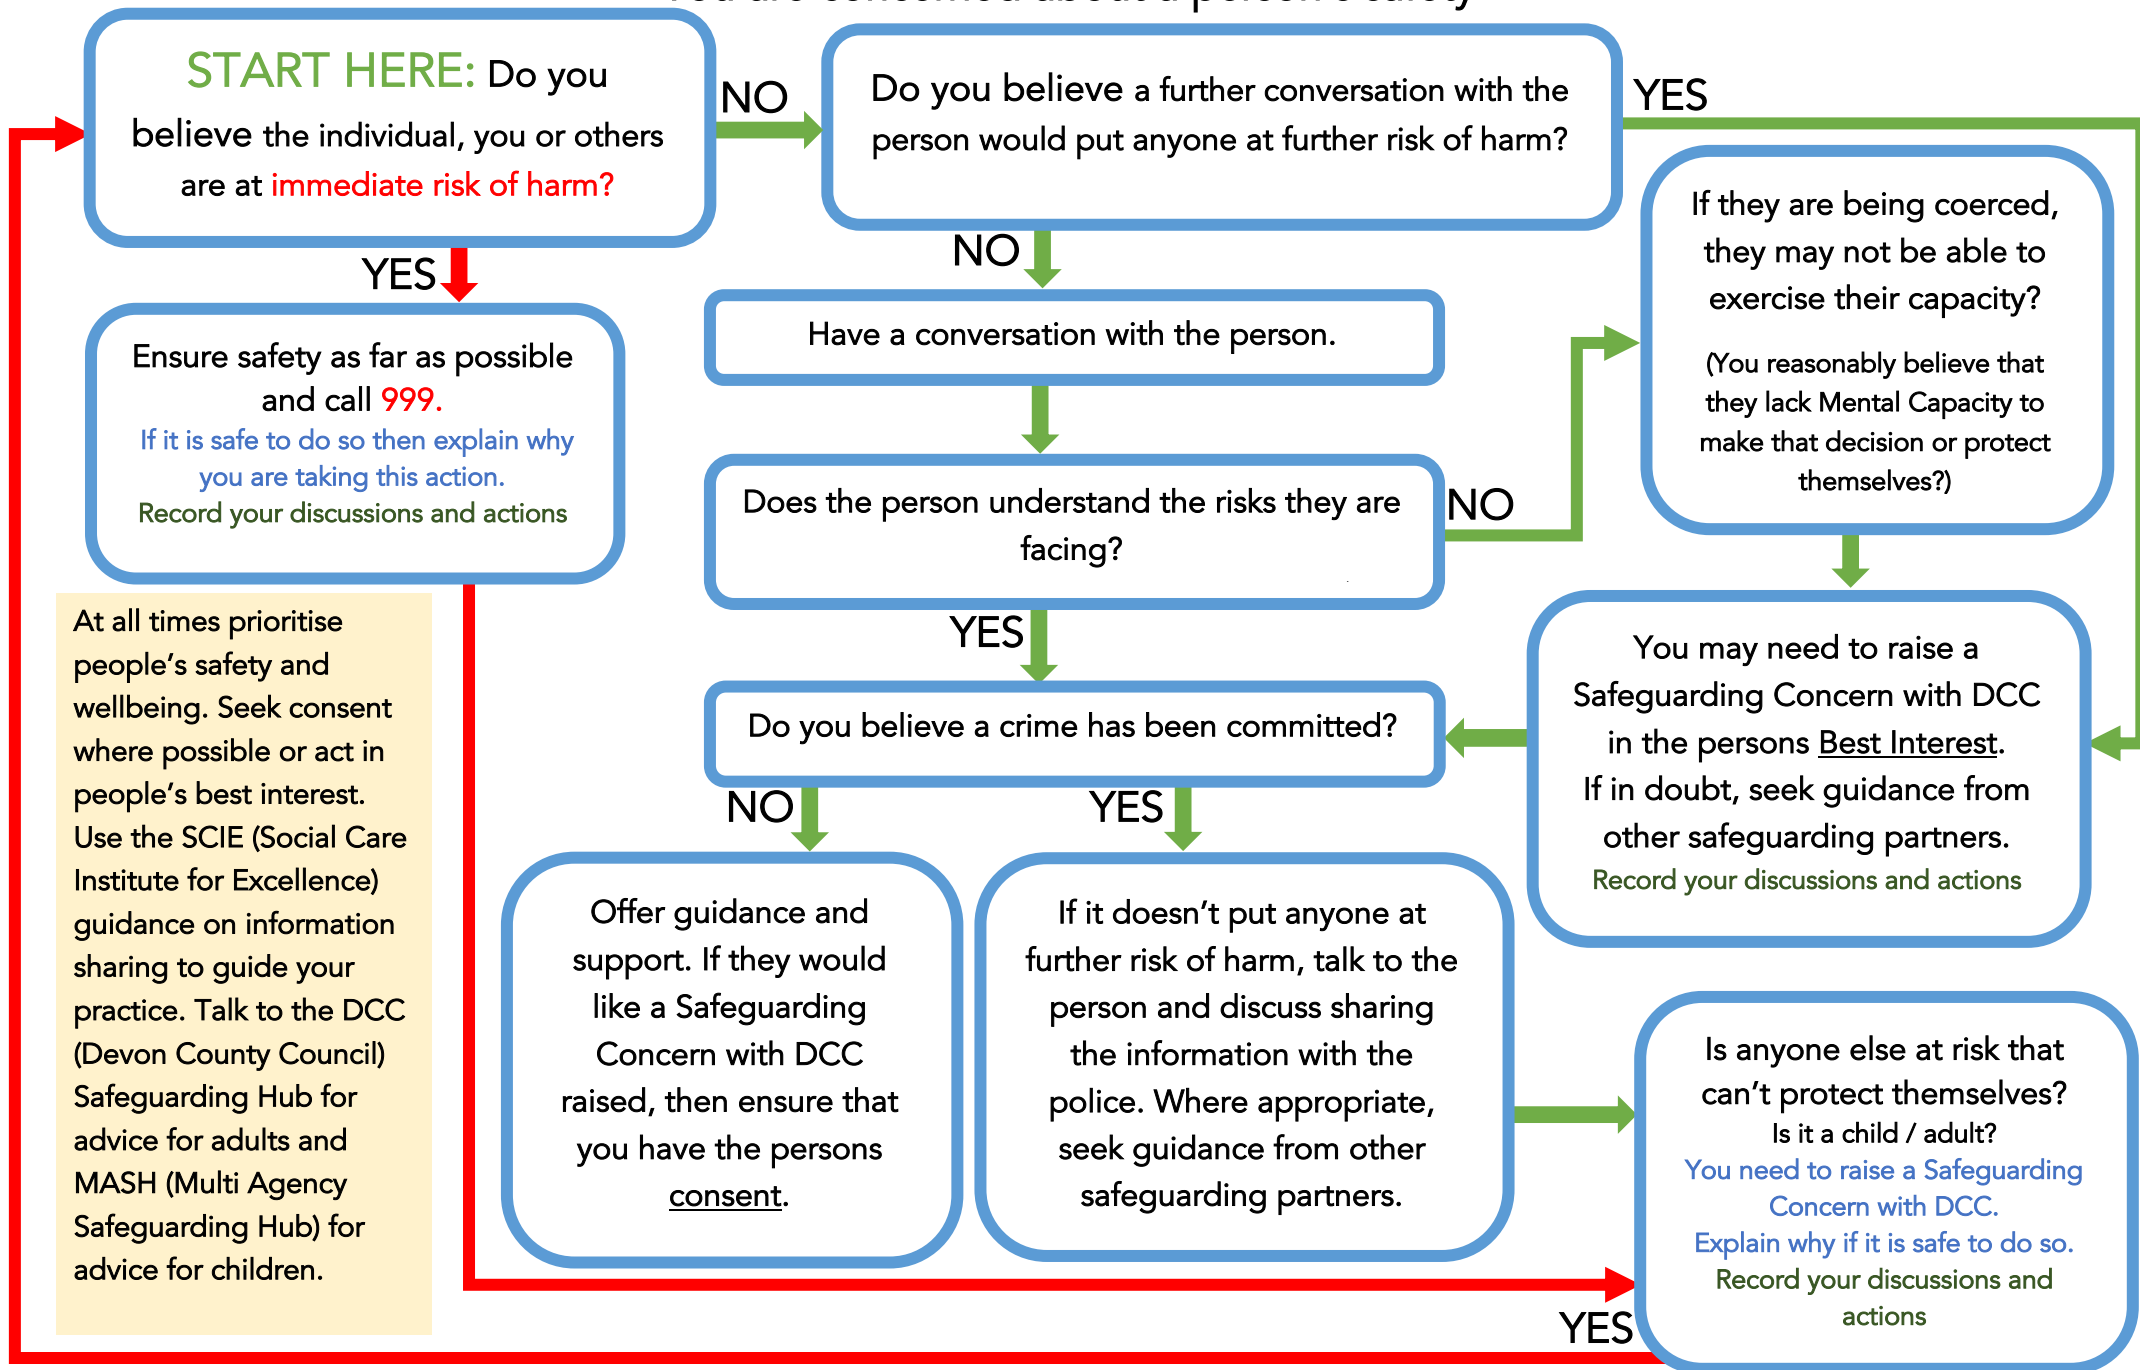 You are concerned about a person's safety
START HERE: Do you
believe the individual, you or others
are at immediate risk of harm?
NO
Do you believe a further conversation with the
person would put anyone at further risk of harm?
YES
YES
NO
If they are being coerced,
they may not be able to
exercise their capacity?
(You reasonably believe that
they lack Mental Capacity to
make that decision or protect
themselves?)
Ensure safety as far as possible
and call 999.
If it is safe to do so then explain why
you are taking this action.
Record your discussions and actions
Have a conversation with the person.
Does the person understand the risks they are
facing?
NO
YES
At all times prioritise
people's safety and
wellbeing. Seek consent
where possible or act in
people's best interest.
Use the SCIE (Social Care
Institute for Excellence)
guidance on information
sharing to guide your
practice. Talk to the DCC
(Devon County Council)
Safeguarding Hub for
advice for adults and
MASH (Multi Agency
Safeguarding Hub) for
advice for children.
You may need to raise a
Safeguarding Concern with DCC
in the persons Best Interest.
If in doubt, seek guidance from
other safeguarding partners.
Record your discussions and actions
Do you believe a crime has been committed?
NO
YES
Offer guidance and
support. If they would
like a Safeguarding
Concern with DCC
raised, then ensure that
you have the persons
consent.
If it doesn't put anyone at
further risk of harm, talk to the
person and discuss sharing
the information with the
police. Where appropriate,
seek guidance from other
safeguarding partners.
Is anyone else at risk that
can't protect themselves?
Is it a child / adult?
You need to raise a Safeguarding
Concern with DCC.
Explain why if it is safe to do so.
Record your discussions and
actions
YES